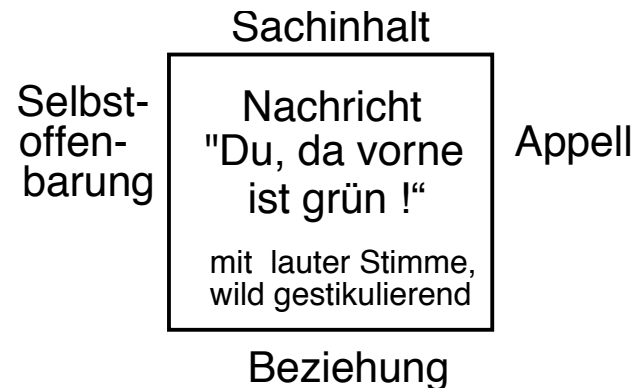 Sachinhalt
Selbst-
offen-
barung
Nachricht
"Du, da vorne
ist grün !“
mit lauter Stimme,
wild gestikulierend
Appell
Beziehung